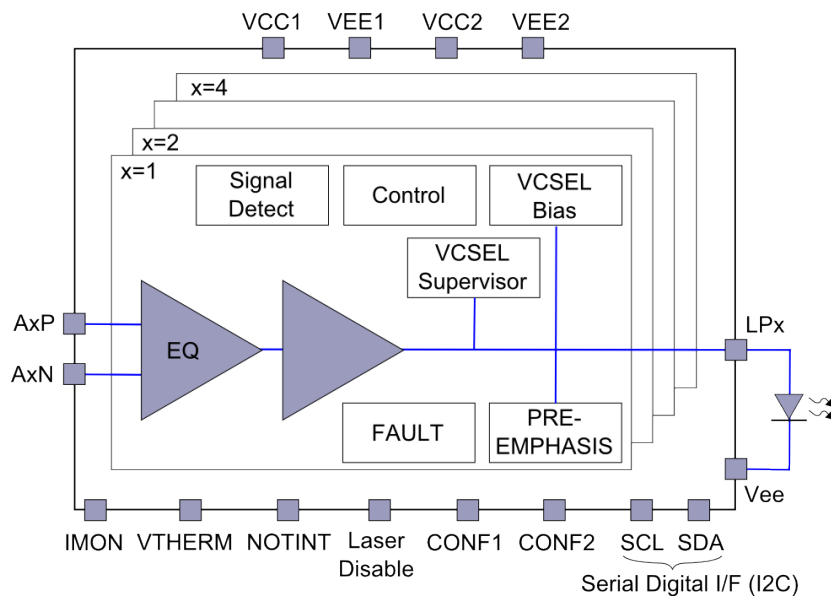 VCC1 VEE1 VCC2 VEE2
x=4
x=2
x=1
Signal
Detect
Control
VCSEL
Bias
VCSEL
Supervisor
AxP
EQ
AxN
LPx
FAULT
PRE-
EMPHASIS
Vee
IMON VTHERM NOTINT Laser
Disable CONF1 CONF2 SCL SDA
Serial Digital I/F (I2C)